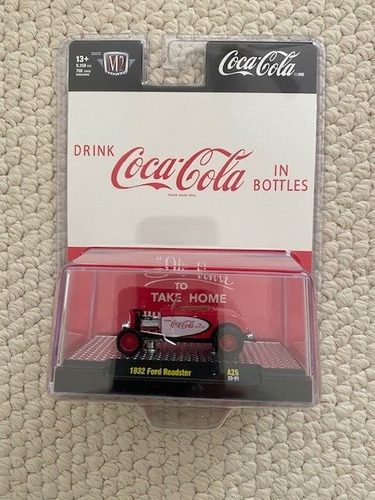 13+
M2
Coca-Cola
DRINK
Coca-Cola
IN
BOTTLES
TO
TAKE HOME
Coca-Cola
1932 Ford Roadster
A26